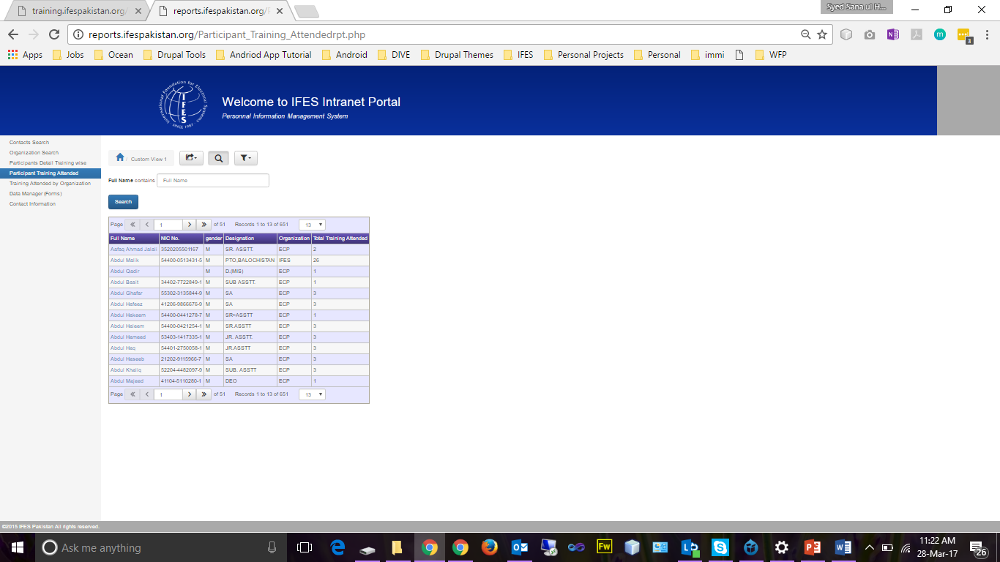 training.ifespakistan.org/
reports.ifespakistan.org/
Syed Sana ul H...
reports.ifespakistan.org/Participant_Training_Attendedrpt.php
Apps Jobs Ocean Drupal Tools Andriod App Tutorial Android DIVE Drupal Themes IFES Personal Projects Personal immi WFP
International Foundation for Electoral Systems
IFES
SINCE 1987
Welcome to IFES Intranet Portal
Personnal Information Management System
Contacts Search
Organization Search
Participants Detail Training wise
Participant Training Attended
Training Attended by Organization
Data Manager (Forms)
Contact Information
/ Custom View 1
Full Name contains Full Name
Search
Page 1 of 51 Records 1 to 13 of 651 13
Full Name NIC No. gender Designation Organization Total Training Attended
Aafaq Ahmad Jalali 3520205501167 M SR. ASSTT. ECP 2
Abdul Malik 54400-0513431-5 M PTO,BALOCHISTAN IFES 26
Abdul Qadir M D.(MIS) ECP 1
Abdul Basit 34402-7722849-1 M SUB ASSTT. ECP 1
Abdul Ghafar 55302-3135844-9 M SA ECP 3
Abdul Hafeez 41206-9866676-9 M SA ECP 3
Abdul Hakeem 54400-0441278-7 M SR>ASSTT ECP 1
Abdul Haleem 54400-0421254-1 M SR.ASSTT ECP 3
Abdul Hameed 53403-1417335-1 M JR. ASSTT. ECP 3
Abdul Haq 54401-2750058-1 M JR.ASSTT ECP 3
Abdul Haseeb 21202-9115966-7 M SA ECP 3
Abdul Khaliq 52204-4482097-9 M SUB. ASSTT ECP 3
Abdul Majeed 41104-5110280-1 M DEO ECP 1
Page 1 of 51 Records 1 to 13 of 651 13
©2015 IFES Pakistan All rights reserved.
Ask me anything
11:22 AM
28-Mar-17
26